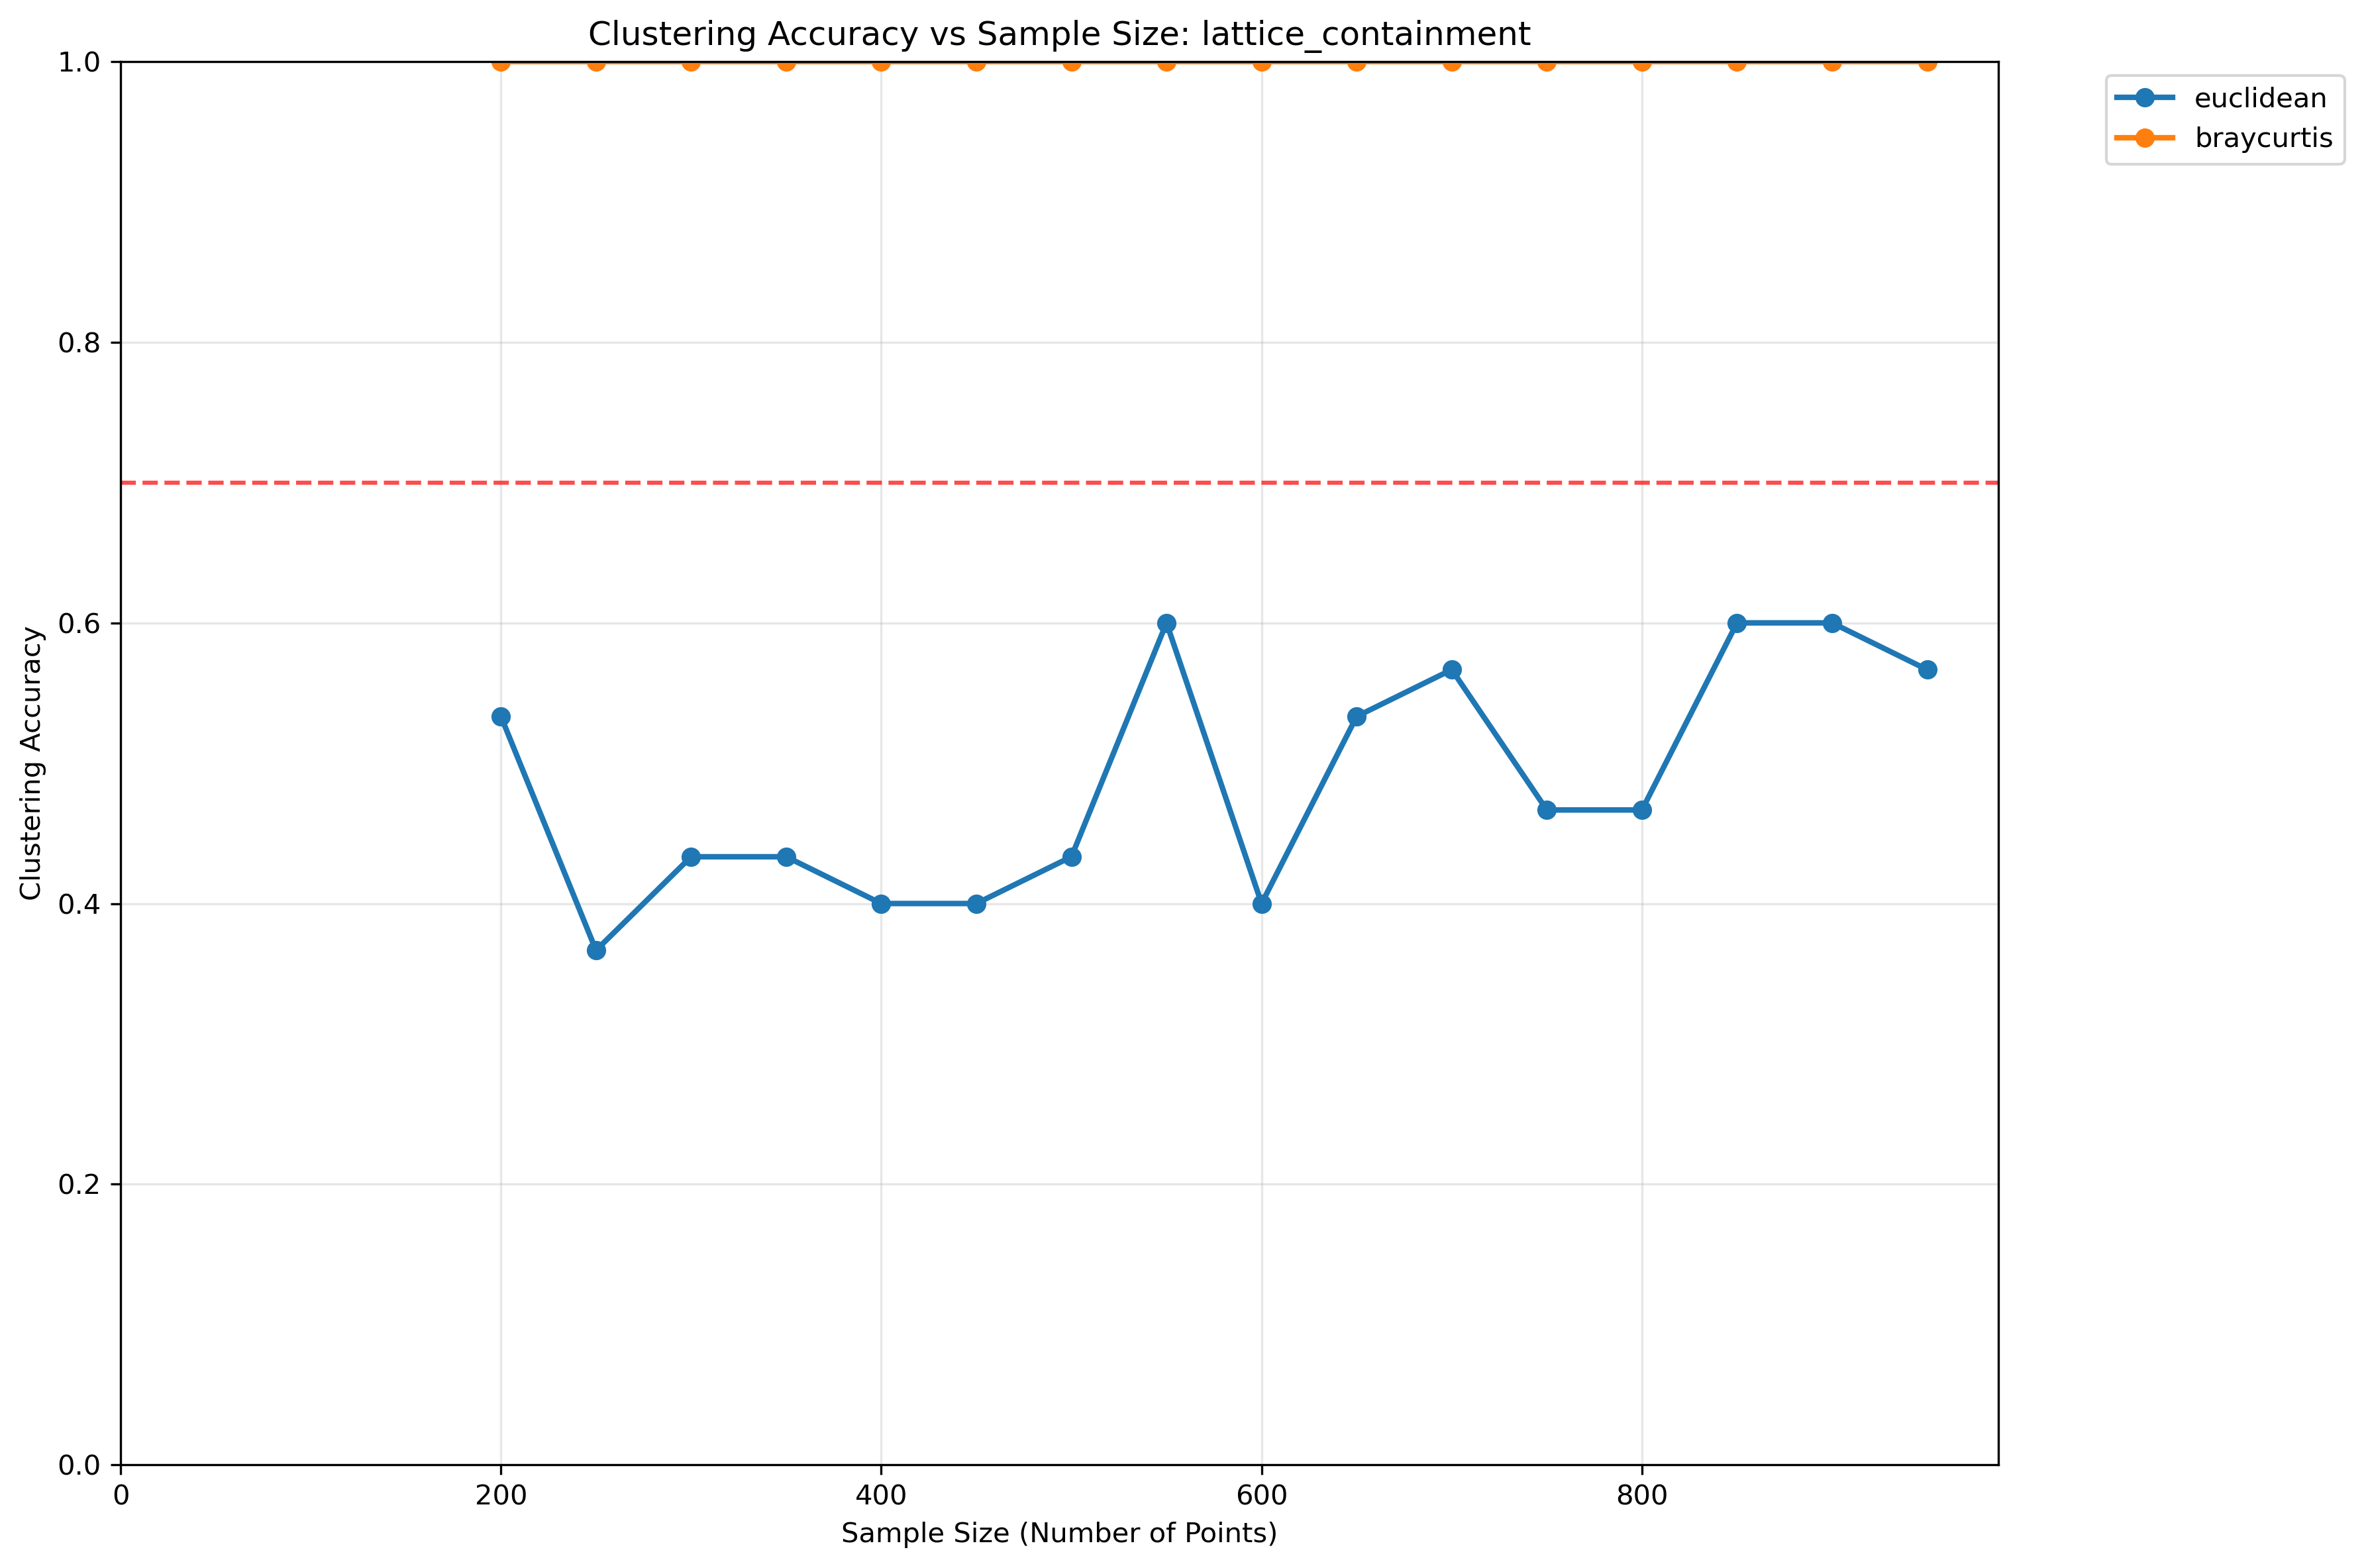 Clustering Accuracy vs Sample Size: lattice_containment
1.0
0.8
0.6
0.4
0.2
0.0
Clustering Accuracy
0
200
400
600
800
Sample Size (Number of Points)
euclidean
braycurtis